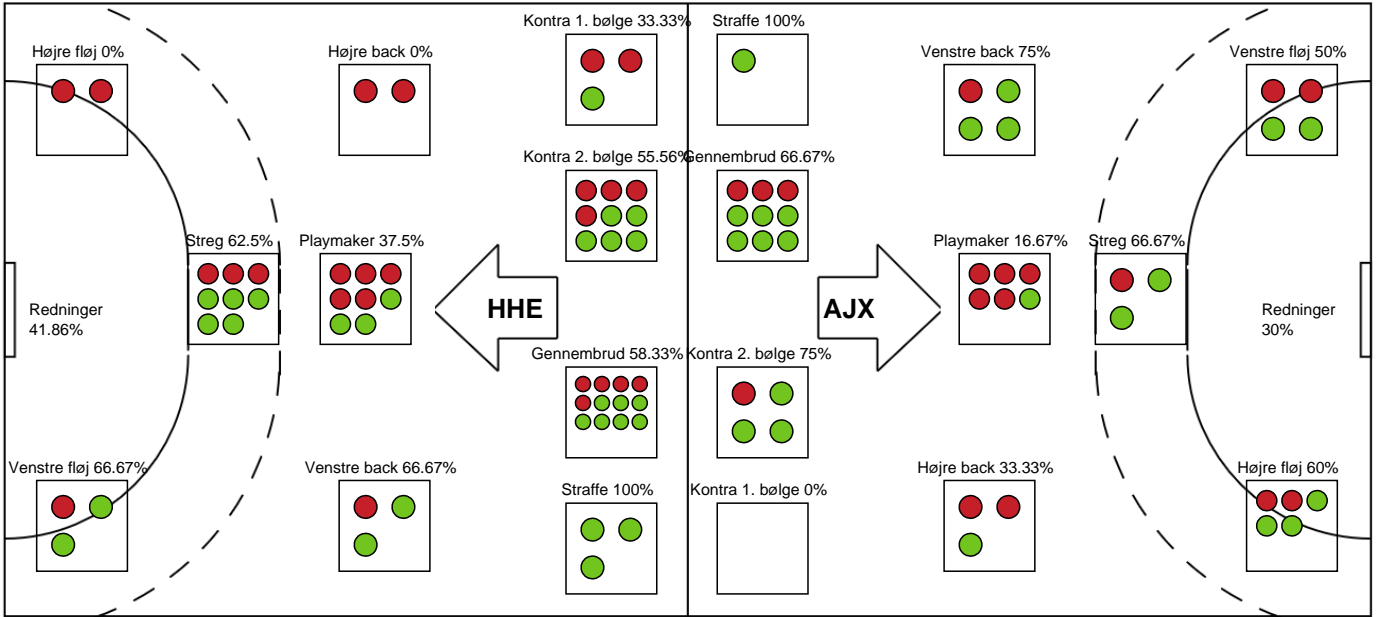 Kontra 1. bølge 33.33%
Straffe 100%
Højre fløj 0%
Højre back 0%
Venstre back 75%
Venstre fløj 50%
Kontra 2. bølge 55.56%
Gennembrud 66.67%
Streg 62.5%
Playmaker 37.5%
Playmaker 16.67%
Streg 66.67%
Redninger
41.86%
HHE
AJX
Redninger
30%
Gennembrud 58.33%
Kontra 2. bølge 75%
Venstre fløj 66.67%
Venstre back 66.67%
Højre back 33.33%
Højre fløj 60%
Straffe 100%
Kontra 1. bølge 0%